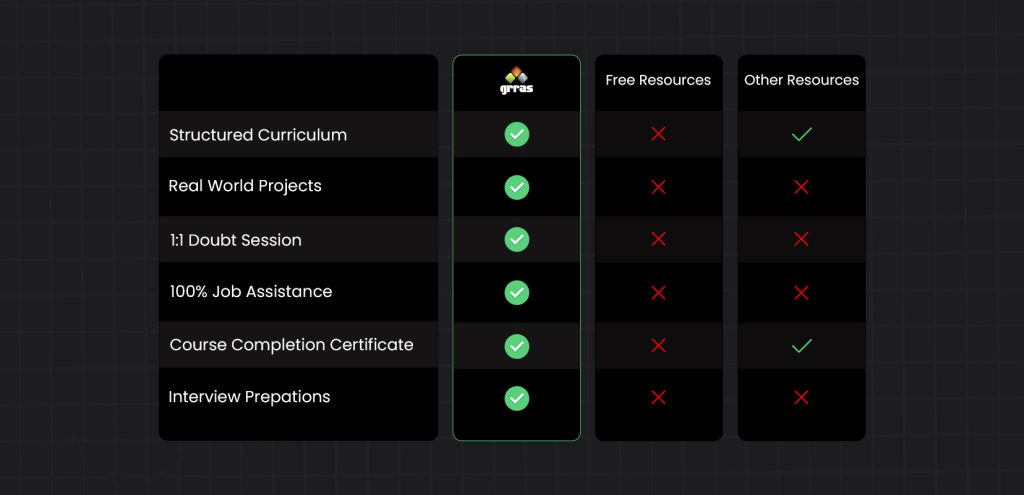 grras
Free Resources
Other Resources
Structured Curriculum
Real World Projects
1:1 Doubt Session
100% Job Assistance
Course Completion Certificate
Interview Prepations